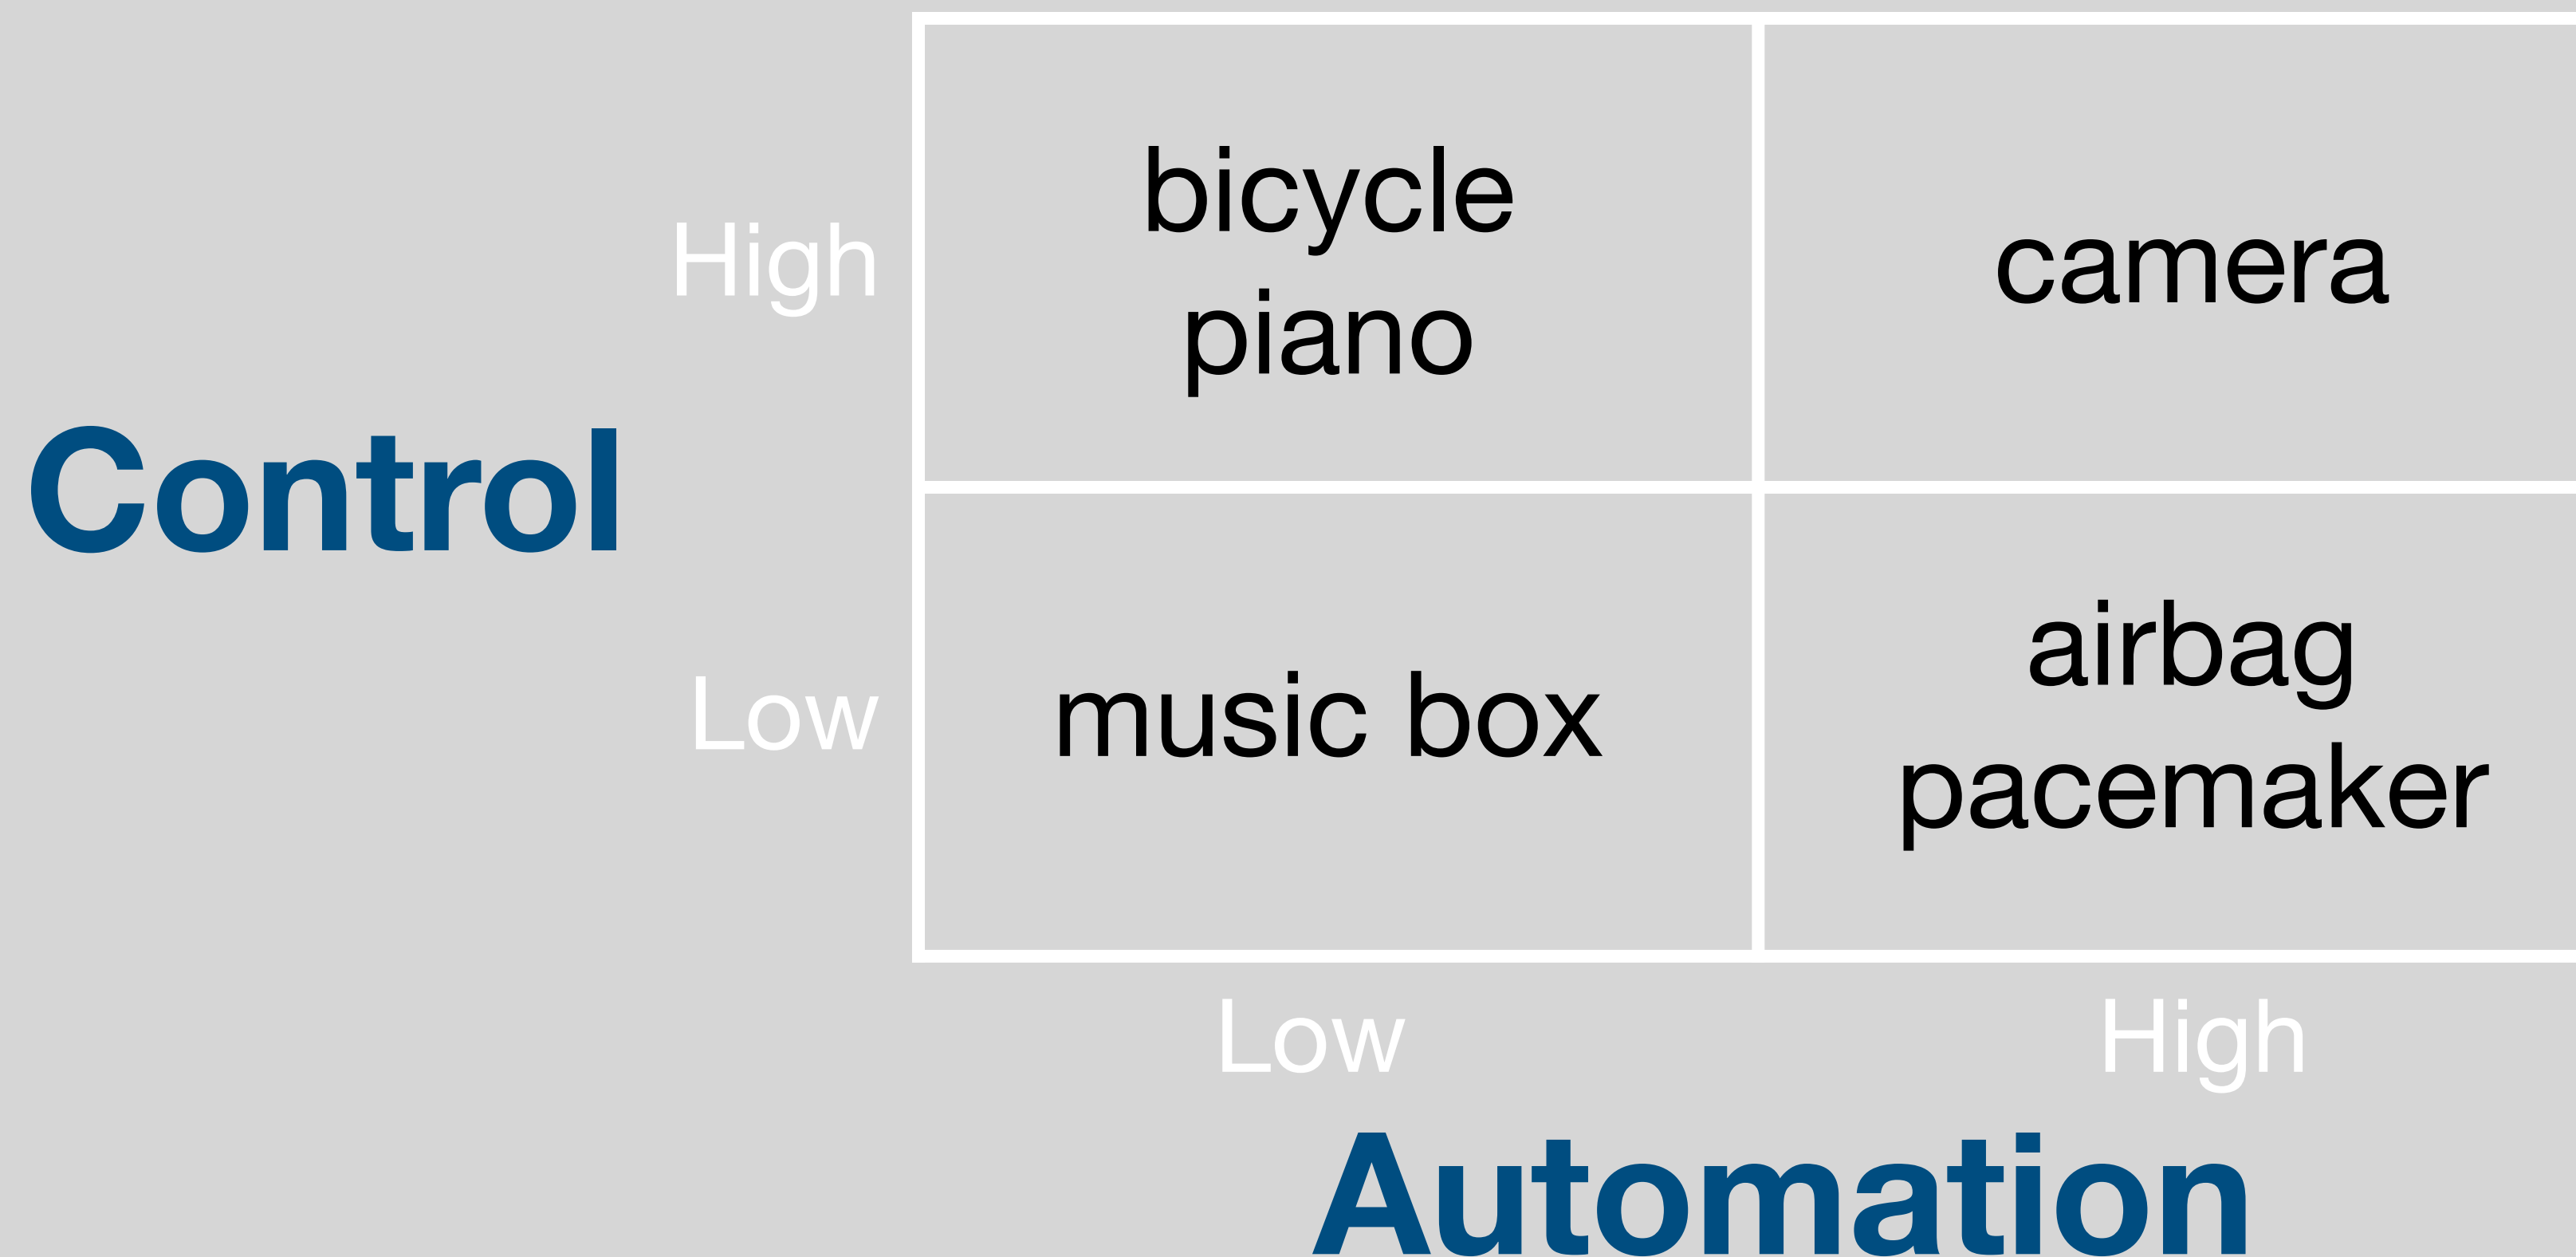 High
bicycle
piano
camera
Control
Low
music box
airbag
pacemaker
Low
High
Automation